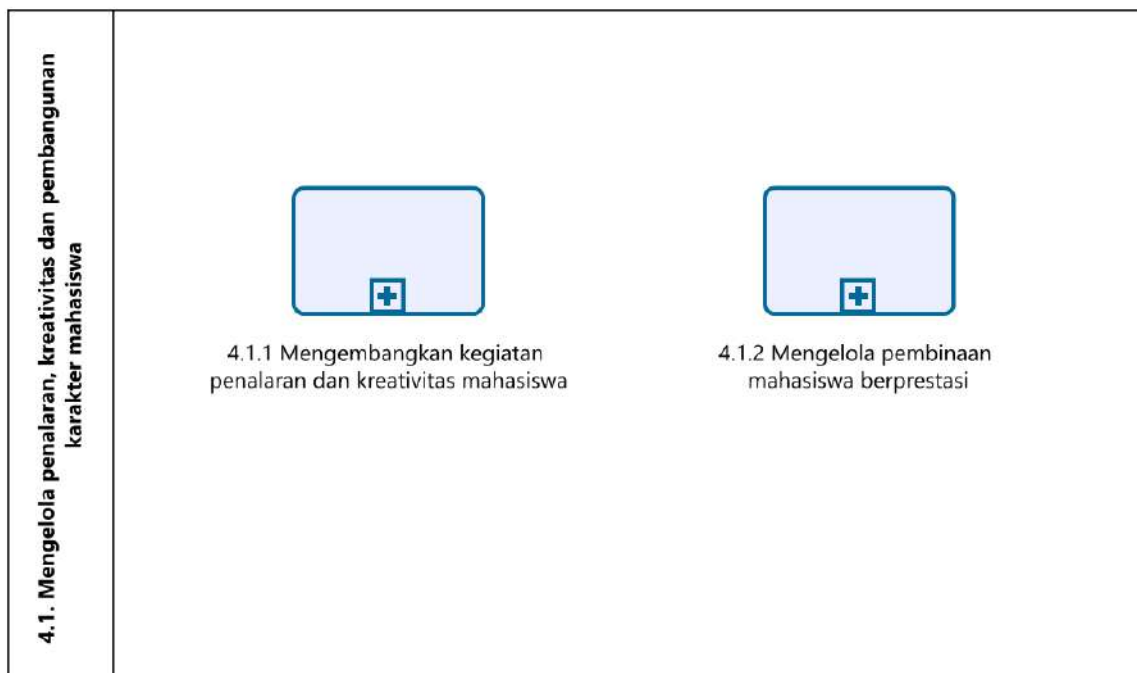 4.1. Mengelola penalaran, kreativitas dan pembangunan
karakter mahasiswa
4.1.1 Mengembangkan kegiatan
penalaran dan kreativitas mahasiswa
4.1.2 Mengelola pembinaan
mahasiswa berprestasi